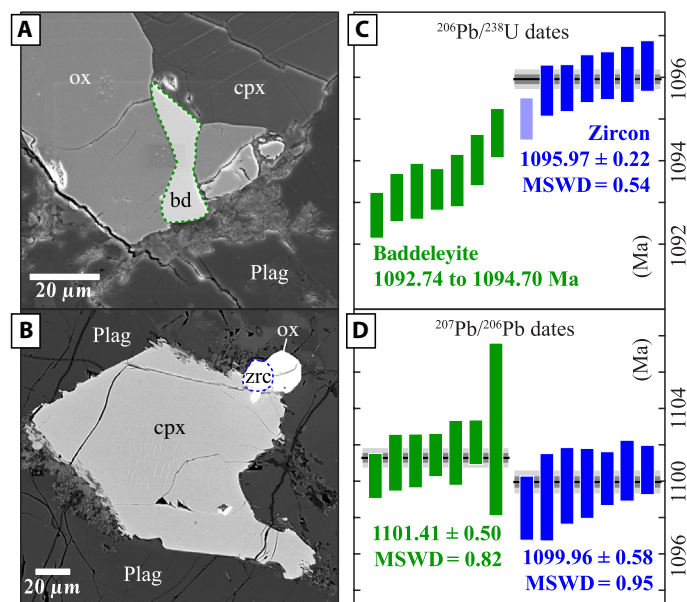 A
ox
cpx
bd
Plag
20 µm
B
Plag
ox
zrc
cpx
Plag
20 µm
C
206Pb/238U dates
1096
1094
1092
(Ma)
Zircon
1095.97 ± 0.22
MSWD = 0.54
Baddeleyite
1092.74 to 1094.70 Ma
D
207Pb/206Pb dates
(Ma)
1104
1100
1096
1101.41 ± 0.50
MSWD = 0.82
1099.96 ± 0.58
MSWD = 0.95